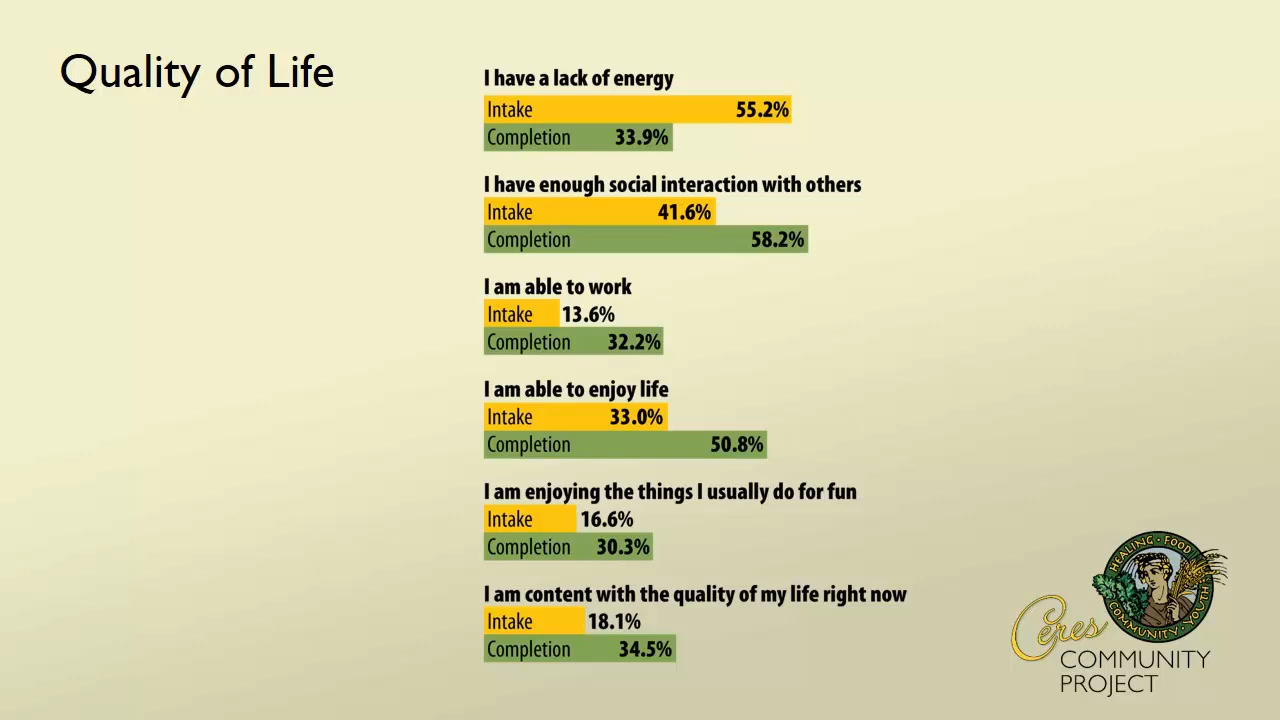 Quality of Life
I have a lack of energy
Intake 55.2%
Completion 33.9%
I have enough social interaction with others
Intake 41.6%
Completion 58.2%
I am able to work
Intake 13.6%
Completion 32.2%
I am able to enjoy life
Intake 33.0%
Completion 50.8%
I am enjoying the things I usually do for fun
Intake 16.6%
Completion 30.3%
I am content with the quality of my life right now
Intake 18.1%
Completion 34.5%
HEALING · FOOD
COMMUNITY · YOUTH
Ceres
COMMUNITY
PROJECT